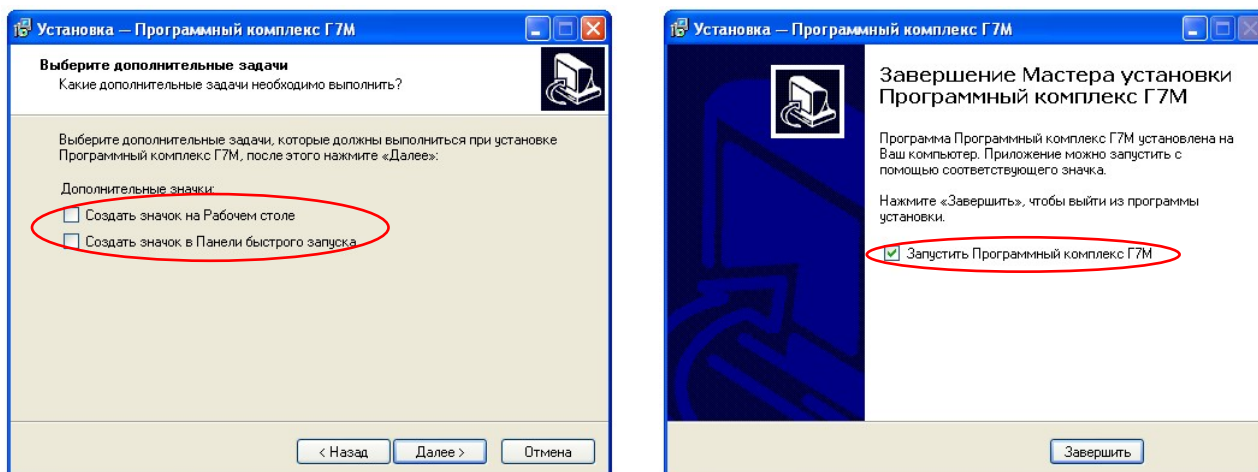 Установка — Программный комплекс Г7М
Выберите дополнительные задачи
Какие дополнительные задачи необходимо выполнить?
Выберите дополнительные задачи, которые должны выполниться при установке
Программный комплекс Г7М, после этого нажмите «Далее»:
Дополнительные значки:
Создать значок на Рабочем столе
Создать значок в Панели быстрого запуска
< Назад
Далее >
Отмена
Установка — Программный комплекс Г7М
Завершение Мастера установки
Программный комплекс Г7М
Программа Программный комплекс Г7М установлена на
Ваш компьютер. Приложение можно запустить с
помощью соответствующего значка.
Нажмите «Завершить», чтобы выйти из программы
установки.
Запустить Программный комплекс Г7М
Завершить